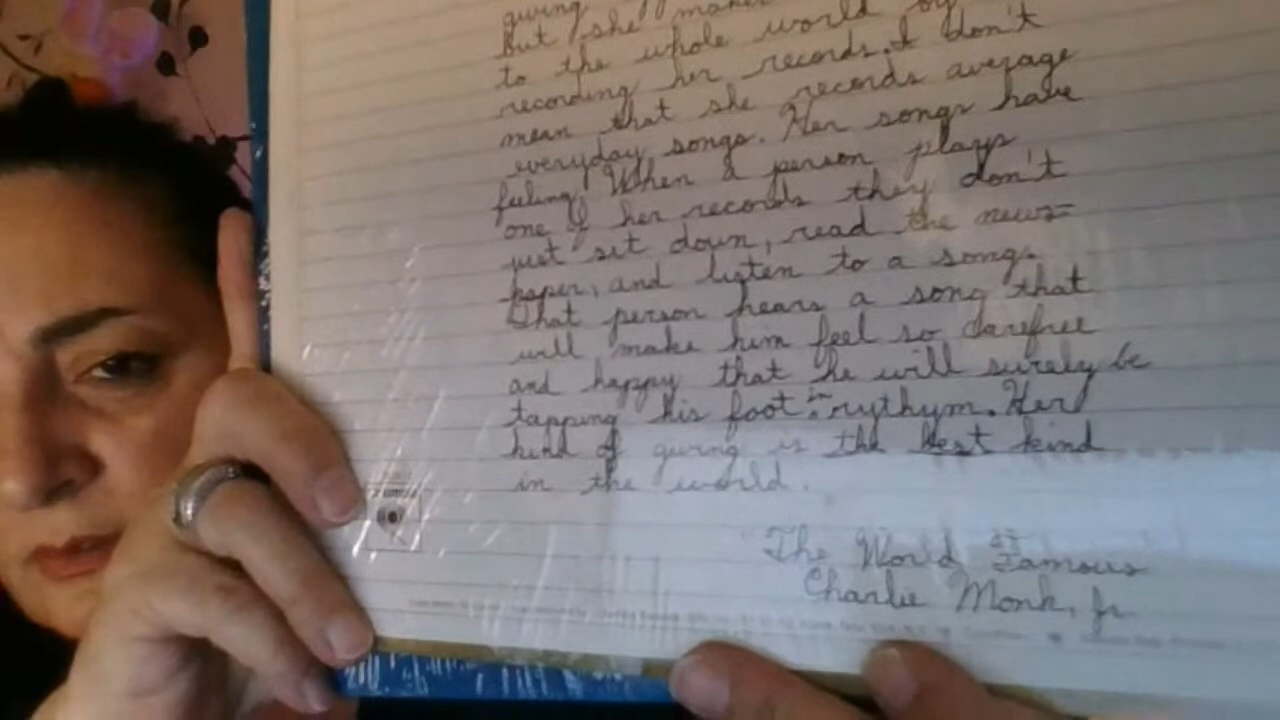 giving
But she makes
to the whole world by
recording her records. I don't
mean that she records average
everyday songs. Her songs have
feeling! When a person plays
one of her records they don't
just set down, read the news-
paper, and listen to a song.
That person hears a song that
will make him feel so carefree
and happy that he will surely be
tapping his foot in rythym. Her
kind of giving is the best kind
in the world.
The World Famous
Charlie Monk, Jr